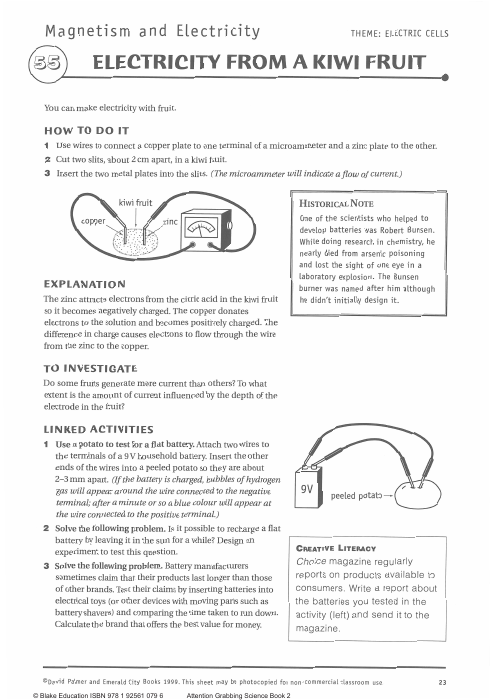 Magnetism and Electricity
THEME: ELECTRIC CELLS
55
ELECTRICITY FROM A KIWI FRUIT
You can make electricity with fruit.
HOW TO DO IT
1 Use wires to connect a copper plate to one terminal of a microammeter and a zinc plate to the other.
2 Cut two slits, about 2 cm apart, in a kiwi fruit.
3 Insert the two metal plates into the slits. (The microammeter will indicate a flow of current.)
kiwi fruit
copper
zinc
HISTORICAL NOTE
One of the scientists who helped to
develop batteries was Robert Bunsen.
While doing research, in chemistry, he
nearly died from arsenic poisoning
and lost the sight of one eye in a
laboratory explosion. The Bunsen
burner was named after him although
he didn't initially design it.
EXPLANATION
The zinc attracts electrons from the citric acid in the kiwi fruit
so it becomes negatively charged. The copper donates
electrons to the solution and becomes positively charged. The
difference in charge causes electrons to flow through the wire
from the zinc to the copper.
TO INVESTIGATE
Do some fruits generate more current than others? To what
extent is the amount of current influenced by the depth of the
electrode in the fruit?
LINKED ACTIVITIES
1 Use a potato to test for a flat battery. Attach two wires to
the terminals of a 9 V household battery. Insert the other
ends of the wires into a peeled potato so they are about
2–3 mm apart. (If the battery is charged, bubbles of hydrogen
gas will appear around the wire connected to the negative
terminal; after a minute or so a blue colour will appear at
the wire connected to the positive terminal.)
2 Solve the following problem. Is it possible to recharge a flat
battery by leaving it in the sun for a while? Design an
experiment to test this question.
3 Solve the following problem. Battery manufacturers
sometimes claim that their products last longer than those
of other brands. Test their claims by inserting batteries into
electrical toys (or other devices with moving parts such as
battery shavers) and comparing the time taken to run down.
Calculate the brand that offers the best value for money.
9V
peeled potato
CREATIVE LITERACY
Choice magazine regularly
reports on products available to
consumers. Write a report about
the batteries you tested in the
activity (left) and send it to the
magazine.
©David Palmer and Emerald City Books 1999. This sheet may be photocopied for non-commercial classroom use
23
© Blake Education ISBN 978 1 92561 079 6
Attention Grabbing Science Book 2